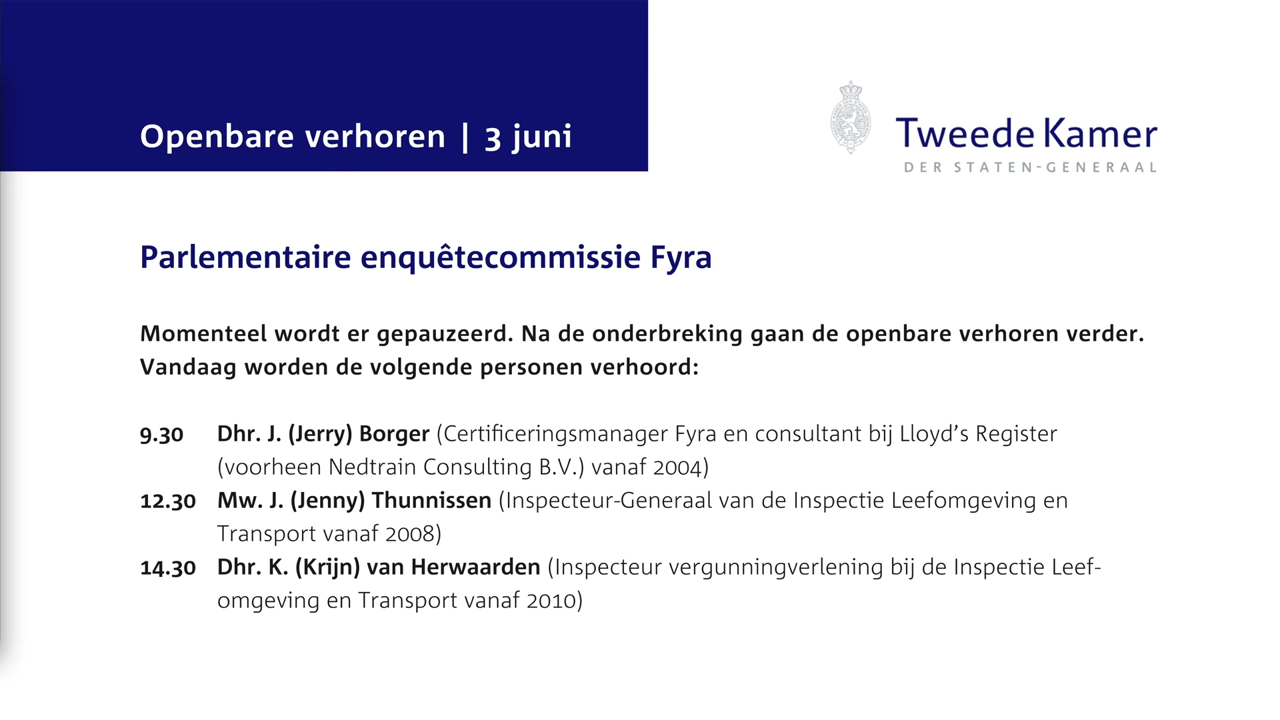 Openbare verhoren | 3 juni
Tweede Kamer
DER STATEN-GENERAAL
Parlementaire enquêtecommissie Fyra
Momenteel wordt er gepauzeerd. Na de onderbreking gaan de openbare verhoren verder.
Vandaag worden de volgende personen verhoord:
9.30 Dhr. J. (Jerry) Borger (Certificeringsmanager Fyra en consultant bij Lloyd’s Register
(voorheen Nedtrain Consulting B.V.) vanaf 2004)
12.30 Mw. J. (Jenny) Thunnissen (Inspecteur-Generaal van de Inspectie Leefomgeving en
Transport vanaf 2008)
14.30 Dhr. K. (Krijn) van Herwaarden (Inspecteur vergunningverlening bij de Inspectie Leef-
omgeving en Transport vanaf 2010)